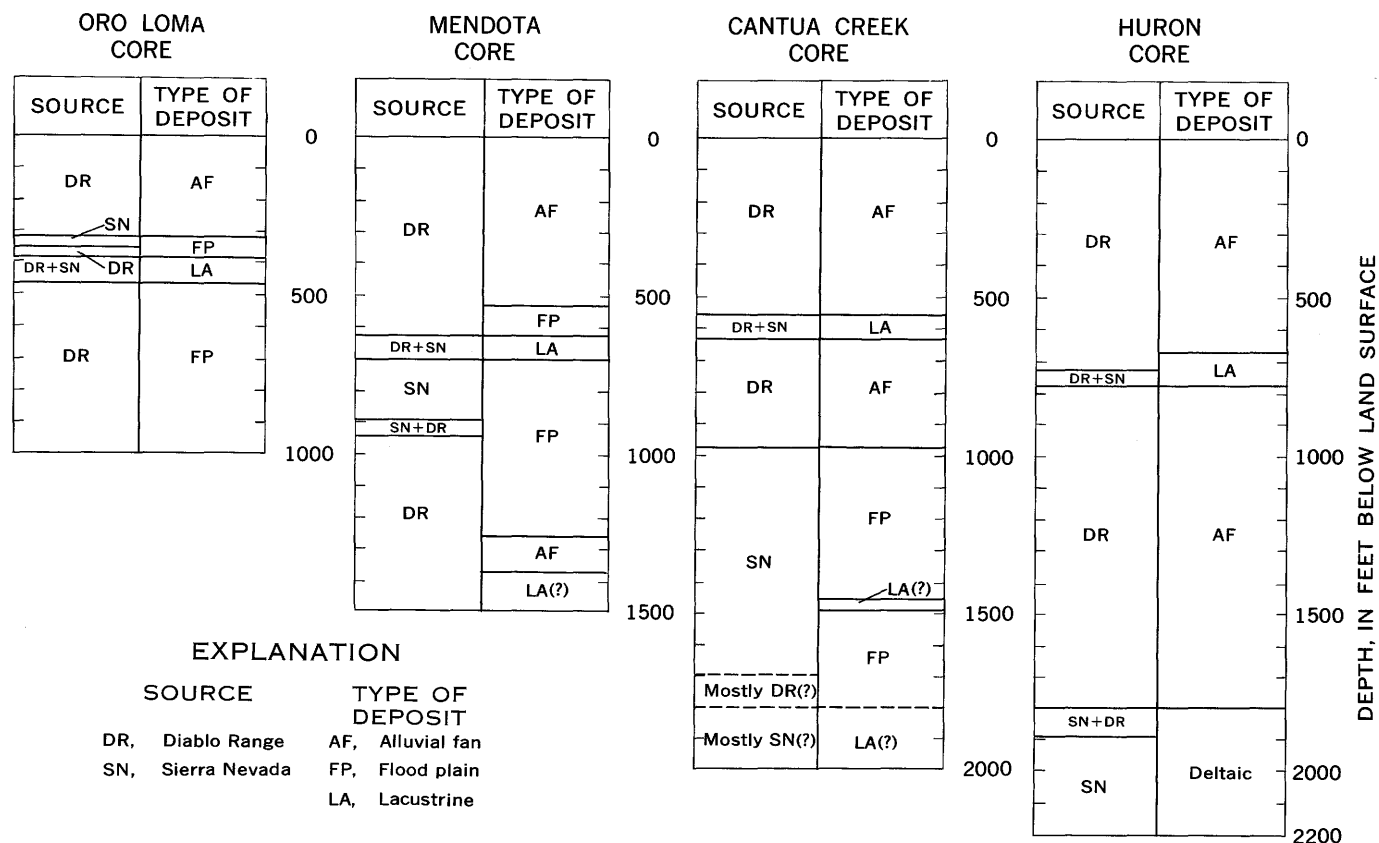 ORO LOMA
CORE
SOURCE
TYPE OF
DEPOSIT
0
DR
AF
SN
FP
DR+SN
DR
LA
500
DR
FP
1000
MENDOTA
CORE
SOURCE
TYPE OF
DEPOSIT
0
DR
AF
500
FP
DR+SN
LA
SN
SN+DR
FP
1000
DR
AF
LA(?)
1500
CANTUA CREEK
CORE
SOURCE
TYPE OF
DEPOSIT
0
DR
AF
500
DR+SN
LA
DR
AF
1000
FP
SN
LA(?)
1500
FP
Mostly DR(?)
Mostly SN(?)
LA(?)
2000
HURON
CORE
SOURCE
TYPE OF
DEPOSIT
0
DR
AF
500
LA
DR+SN
1000
DR
AF
1500
SN+DR
SN
Deltaic
2000
2200
DEPTH, IN FEET BELOW LAND SURFACE
EXPLANATION
SOURCE
DR, Diablo Range
SN, Sierra Nevada
TYPE OF
DEPOSIT
AF, Alluvial fan
FP, Flood plain
LA, Lacustrine